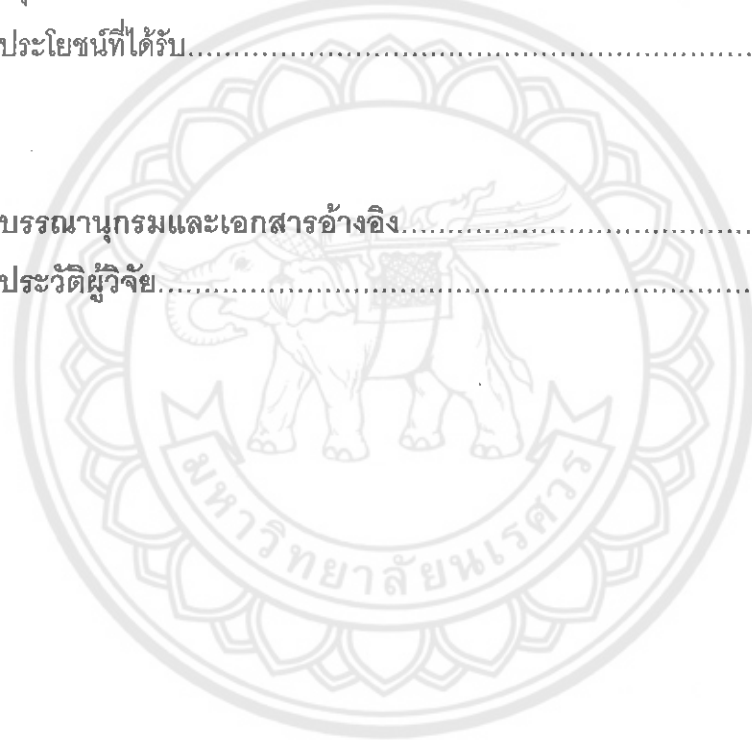 ประโยชน์ที่ได้รับ..........................................................................
บรรณานุกรมและเอกสารอ้างอิง..............................................
ประวัติผู้วิจัย..............................................................................
มหาวิทยาลัยนเรศวร